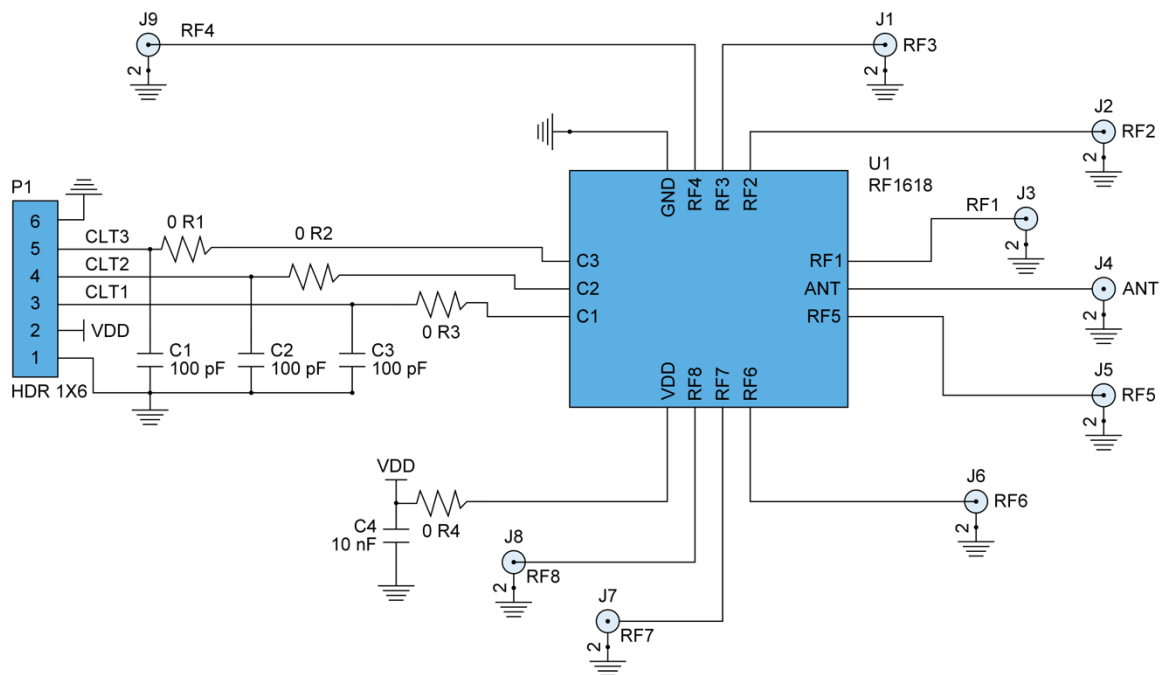 J9
RF4
2
J1
RF3
2
J2
RF2
2
U1
RF1618
GND
RF4
RF3
RF2
P1
6
5
4
3
2
1
HDR 1X6
CLT3
CLT2
CLT1
VDD
0 R1
0 R2
0 R3
C1
100 pF
C2
100 pF
C3
100 pF
C3
C2
C1
RF1
ANT
RF5
VDD
RF8
RF7
RF6
RF1
J3
2
J4
ANT
2
J5
RF5
2
J6
RF6
2
VDD
C4
10 nF
0 R4
J8
RF8
2
J7
RF7
2